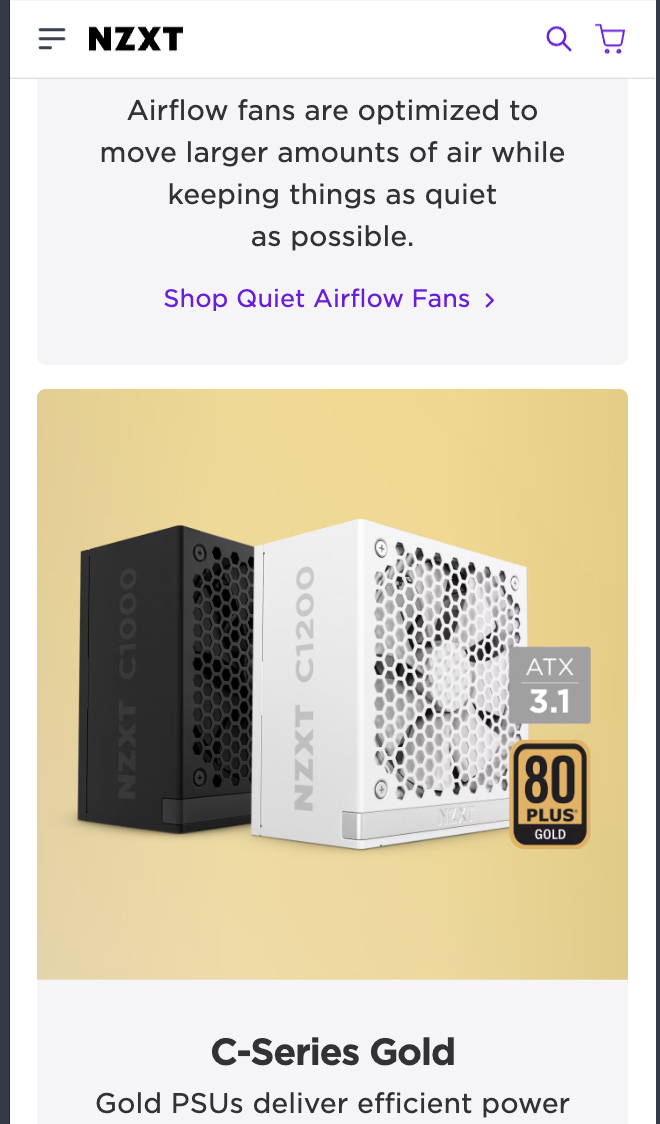 NZXT
Airflow fans are optimized to
move larger amounts of air while
keeping things as quiet
as possible.
Shop Quiet Airflow Fans
NZXT C1000
NZXT C1200
NZXT
ATX
3.1
80
PLUS
GOLD
C-Series Gold
Gold PSUs deliver efficient power